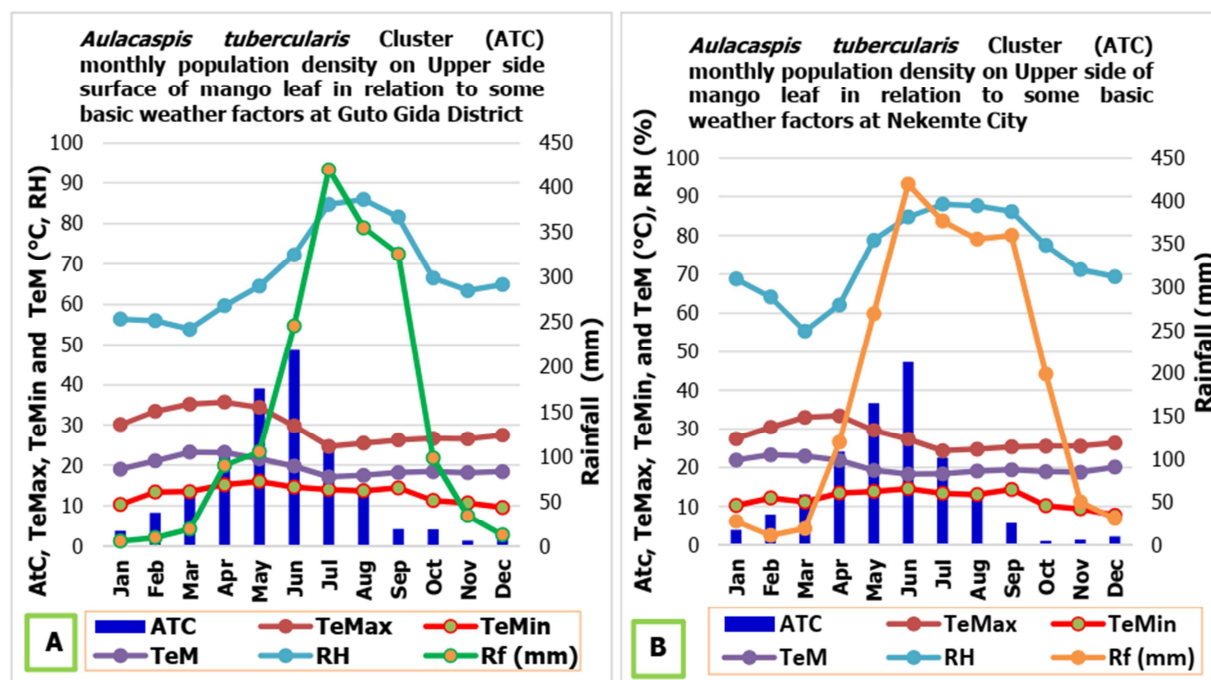 Aulacaspis tubercularis Cluster (ATC)
monthly population density on Upper side
surface of mango leaf in relation to some
basic weather factors at Guto Gida District
AtC, TeMax, TeMin and TeM (°C, RH)
100
90
80
70
60
50
40
30
20
10
0
450
400
350
300
250
200
150
100
50
0
Rainfall (mm)
Jan
Feb
Mar
Apr
May
Jun
Jul
Aug
Sep
Oct
Nov
Dec
A
ATC
TeMax
TeMin
TeM
RH
Rf (mm)
Aulacaspis tubercularis Cluster (ATC)
monthly population density on Upper side of
mango leaf in relation to some basic
weather factors at Nekemte City
Atc, TeMax, TeMin, and TeM (°C), RH (%)
100
90
80
70
60
50
40
30
20
10
0
450
400
350
300
250
200
150
100
50
0
Rainfall (mm)
Jan
Feb
Mar
Apr
May
Jun
Jul
Aug
Sep
Oct
Nov
Dec
B
ATC
TeMax
TeMin
TeM
RH
Rf (mm)